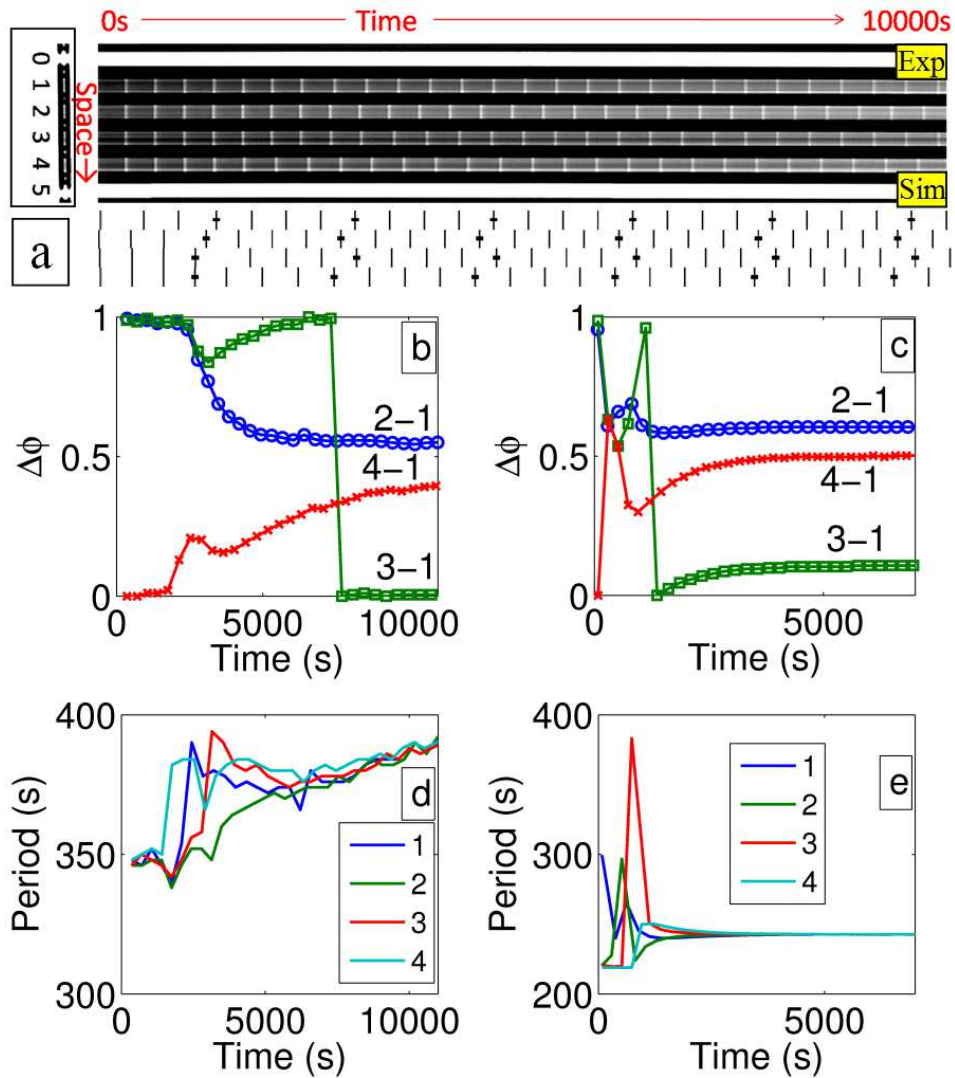 0s Time 10000s
Exp
0 1 2 3 4 5
Space
Sim
a
1
0.5
0
Δϕ
b
2-1
4-1
3-1
0 5000 10000
Time (s)
1
0.5
0
Δϕ
c
2-1
4-1
3-1
0 5000
Time (s)
400
350
300
Period (s)
d
1
2
3
4
0 5000 10000
Time (s)
400
300
200
Period (s)
e
1
2
3
4
0 5000
Time (s)